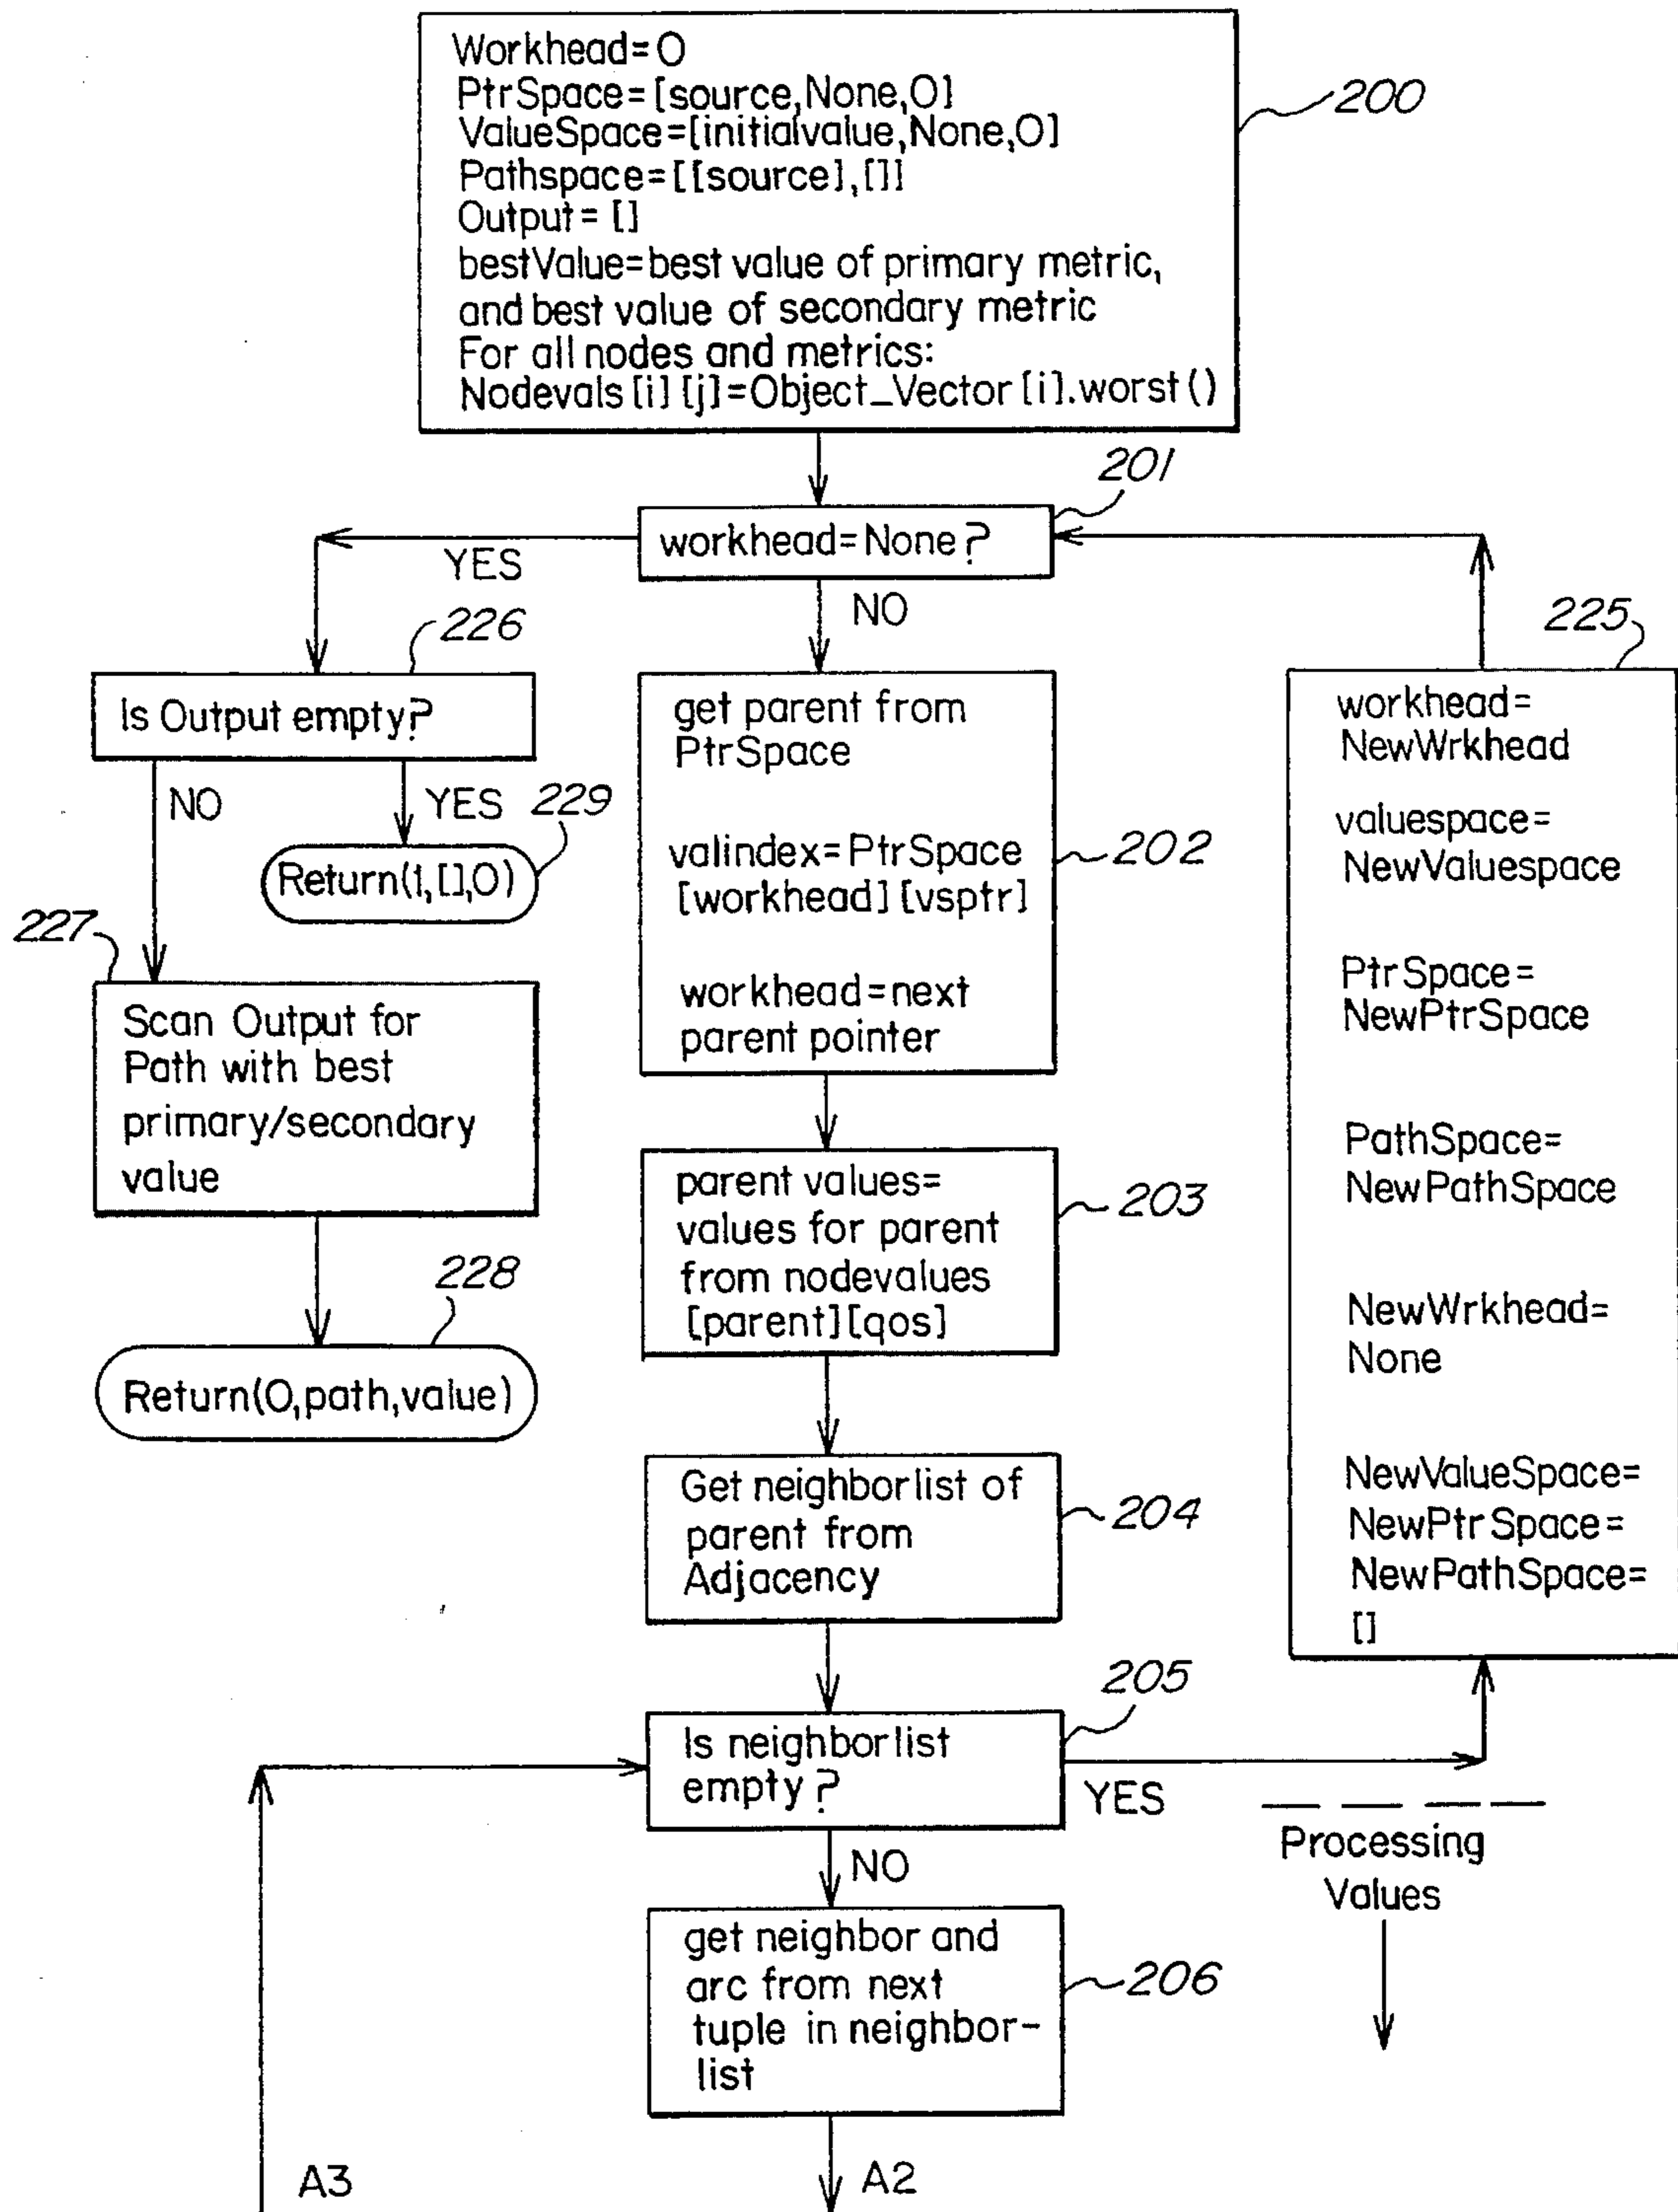 Workhead=0
PtrSpace=[source,None,0]
ValueSpace=[initialvalue,None,0]
Pathspace=[[source],[]]
Output=[]
bestValue=best value of primary metric,
and best value of secondary metric
For all nodes and metrics:
Nodevals[i][j]=Object_Vector[i].worst()
200
201
workhead=None?
YES
NO
226
Is Output empty?
NO
YES
229
Return(1,[],0)
227
Scan Output for
Path with best
primary/secondary
value
228
Return(0,path,value)
get parent from
PtrSpace
valindex=PtrSpace
[workhead][vsptr]
workhead=next
parent pointer
202
parent values=
values for parent
from nodevalues
[parent][qos]
203
Get neighborlist of
parent from
Adjacency
204
205
Is neighborlist
empty?
YES
NO
get neighbor and
arc from next
tuple in neighbor-
list
206
225
workhead=
NewWrkhead
valuespace=
NewValuespace
PtrSpace=
NewPtrSpace
PathSpace=
NewPathSpace
NewWrkhead=
None
NewValueSpace=
NewPtrSpace=
NewPathSpace=
[]
Processing
Values
A3
A2